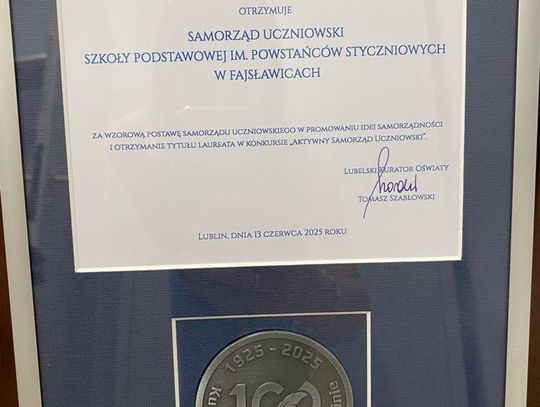 OTRZYMUJE
SAMORZĄD UCZNIOWSKI
SZKOŁY PODSTAWOWEJ IM. POWSTAŃCÓW STYCZNIOWYCH
W FAJSŁAWICACH
ZA WZOROWĄ POSTAWĘ SAMORZĄDU UCZNIOWSKIEGO W PROMOWANIU IDEI SAMORZĄDNOŚCI
I OTRZYMANIE TYTUŁU LAUREATA W KONKURSIE „AKTYWNY SAMORZĄD UCZNIOWSKI”.
LUBELSKI KURATOR OŚWIATY
TOMASZ SZABŁOWSKI
LUBLIN, DNIA 13 CZERWCA 2025 ROKU
1925 - 2025
100